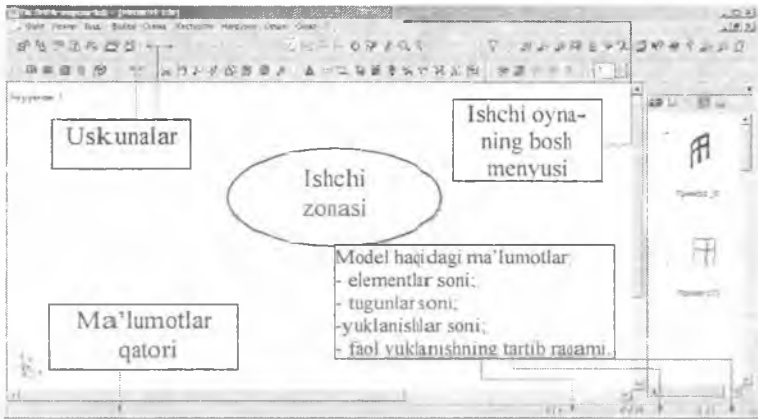 Uskunalar
Ishchi oyna-
ning bosh
menyusi
Ishchi
zonasi
Model haqidagi ma’lumotlar
- elementlar soni;
- tugunlar soni;
-yuklanishlar soni;
- faol yuklanishning tartib raqami.
Ma’lumotlar
qatori